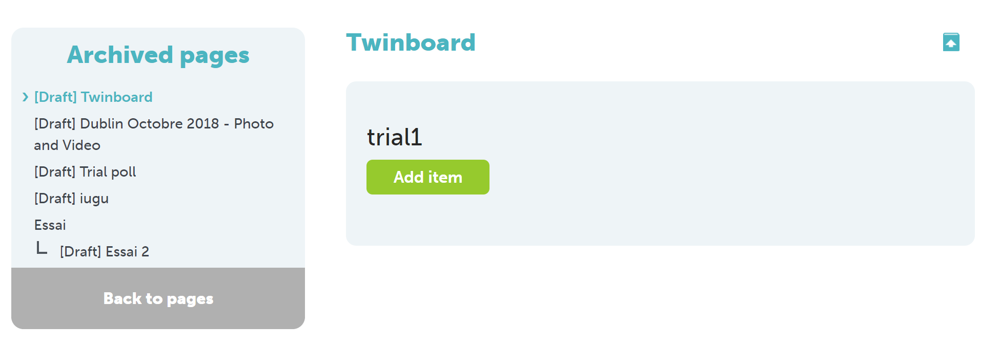 Archived pages
[Draft] Twinboard
[Draft] Dublin Octobre 2018 - Photo
and Video
[Draft] Trial poll
[Draft] iugu
Essai
[Draft] Essai 2
Back to pages
Twinboard
trial1
Add item